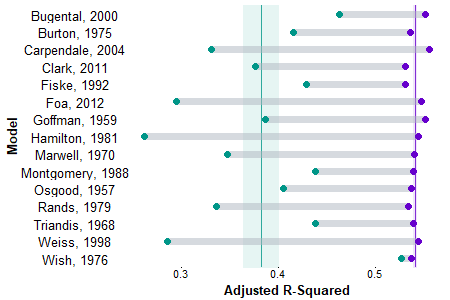 Bugental, 2000
Burton, 1975
Carpendale, 2004
Clark, 2011
Fiske, 1992
Foa, 2012
Goffman, 1959
Hamilton, 1981
Marwell, 1970
Montgomery, 1988
Osgood, 1957
Rands, 1979
Triandis, 1968
Weiss, 1998
Wish, 1976
Model
0.3 0.4 0.5
Adjusted R-Squared